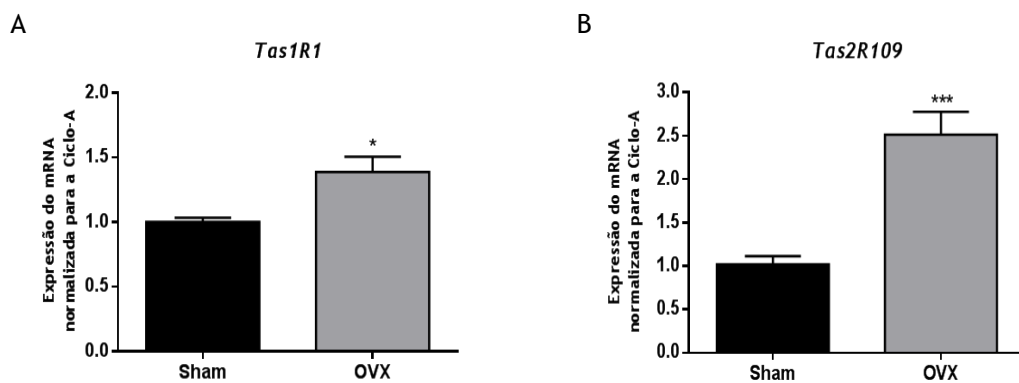 A
Tas1R1
Expressão do mRNA
normalizada para a Ciclo-A
2.0
1.5
1.0
0.5
0.0
*
Sham
OVX
B
Tas2R109
Expressão do mRNA
normalizada para a Ciclo-A
3.0
2.5
2.0
1.5
1.0
0.5
0.0
***
Sham
OVX